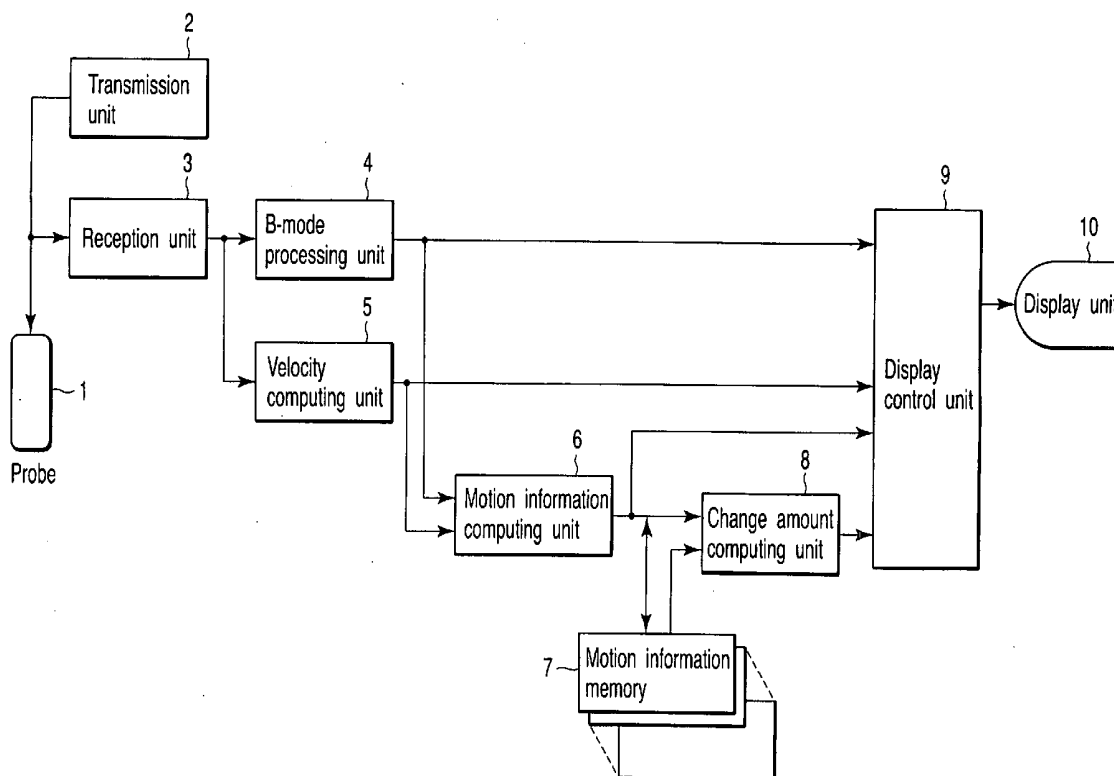 2
Transmission
unit
3
Reception unit
4
B-mode
processing unit
5
Velocity
computing unit
1
Probe
6
Motion information
computing unit
7
Motion information
memory
8
Change amount
computing unit
9
Display
control unit
10
Display unit